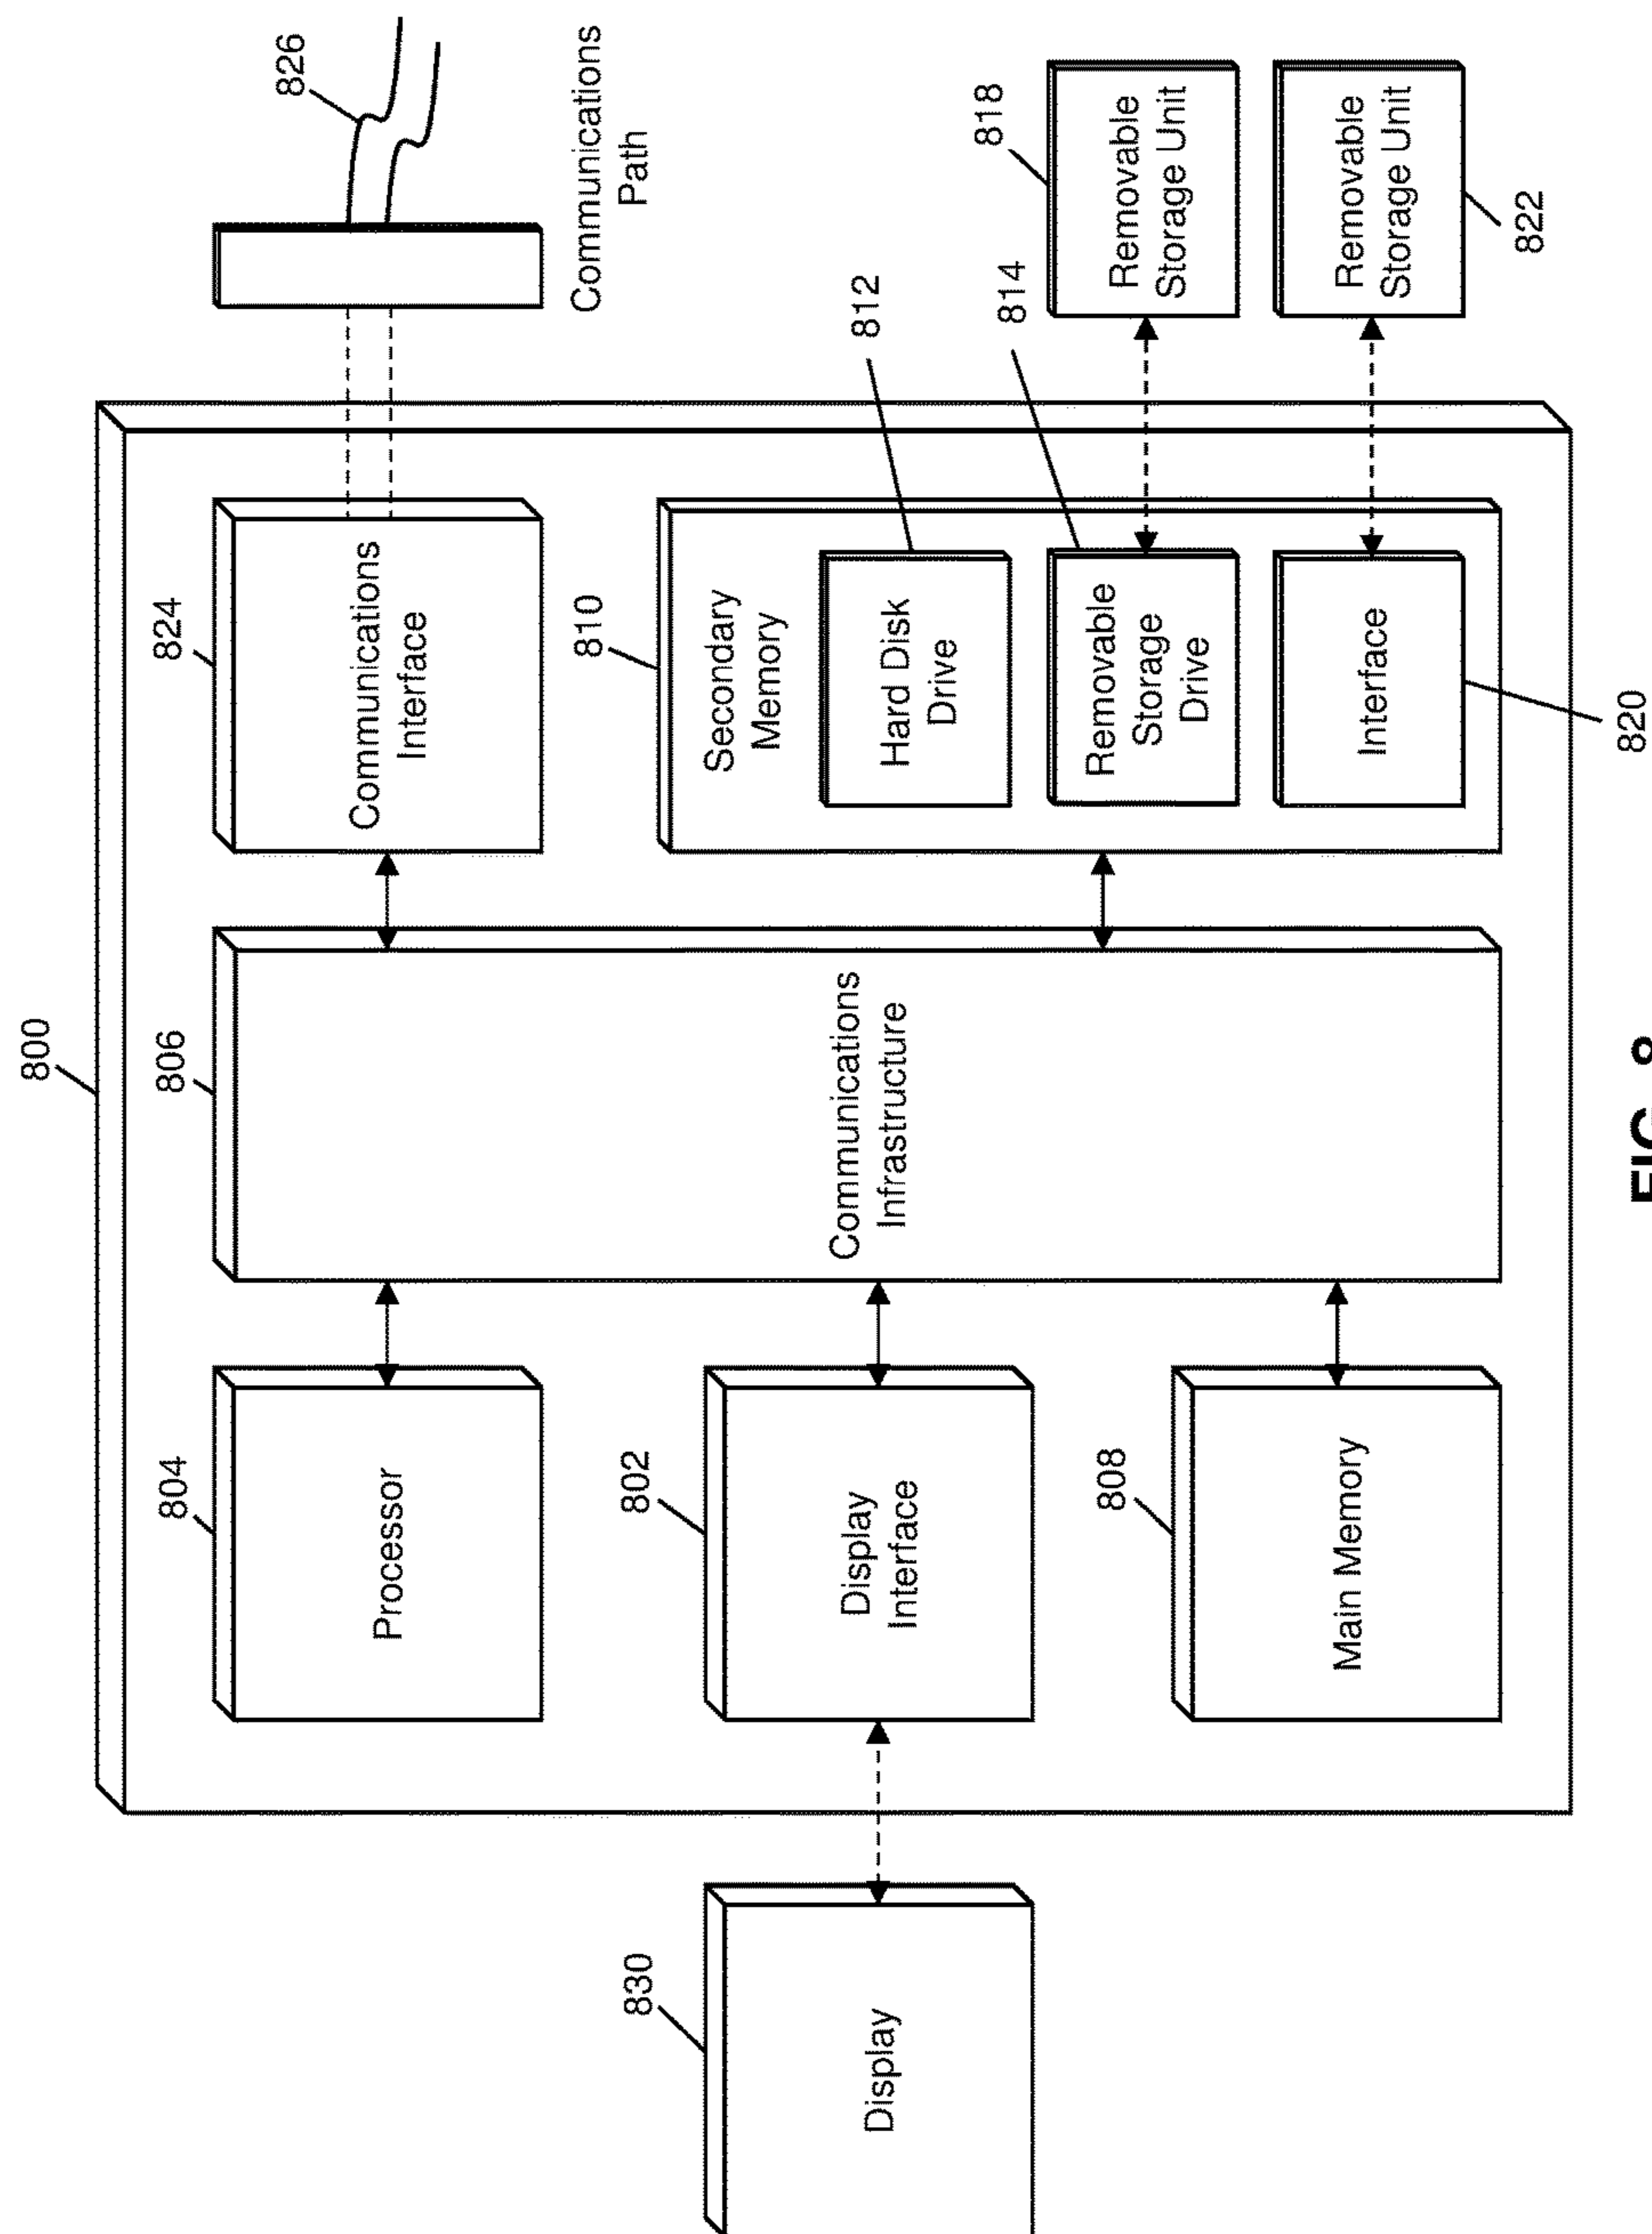 800
804
Processor
806
824
Communications
Interface
826
Communications
Path
830
Display
802
Display
Interface
Communications
Infrastructure
810
Secondary
Memory
812
Hard Disk
Drive
808
Main Memory
814
Removable
Storage
Drive
818
Removable
Storage Unit
Interface
820
Removable
Storage Unit
822
FIG. 8